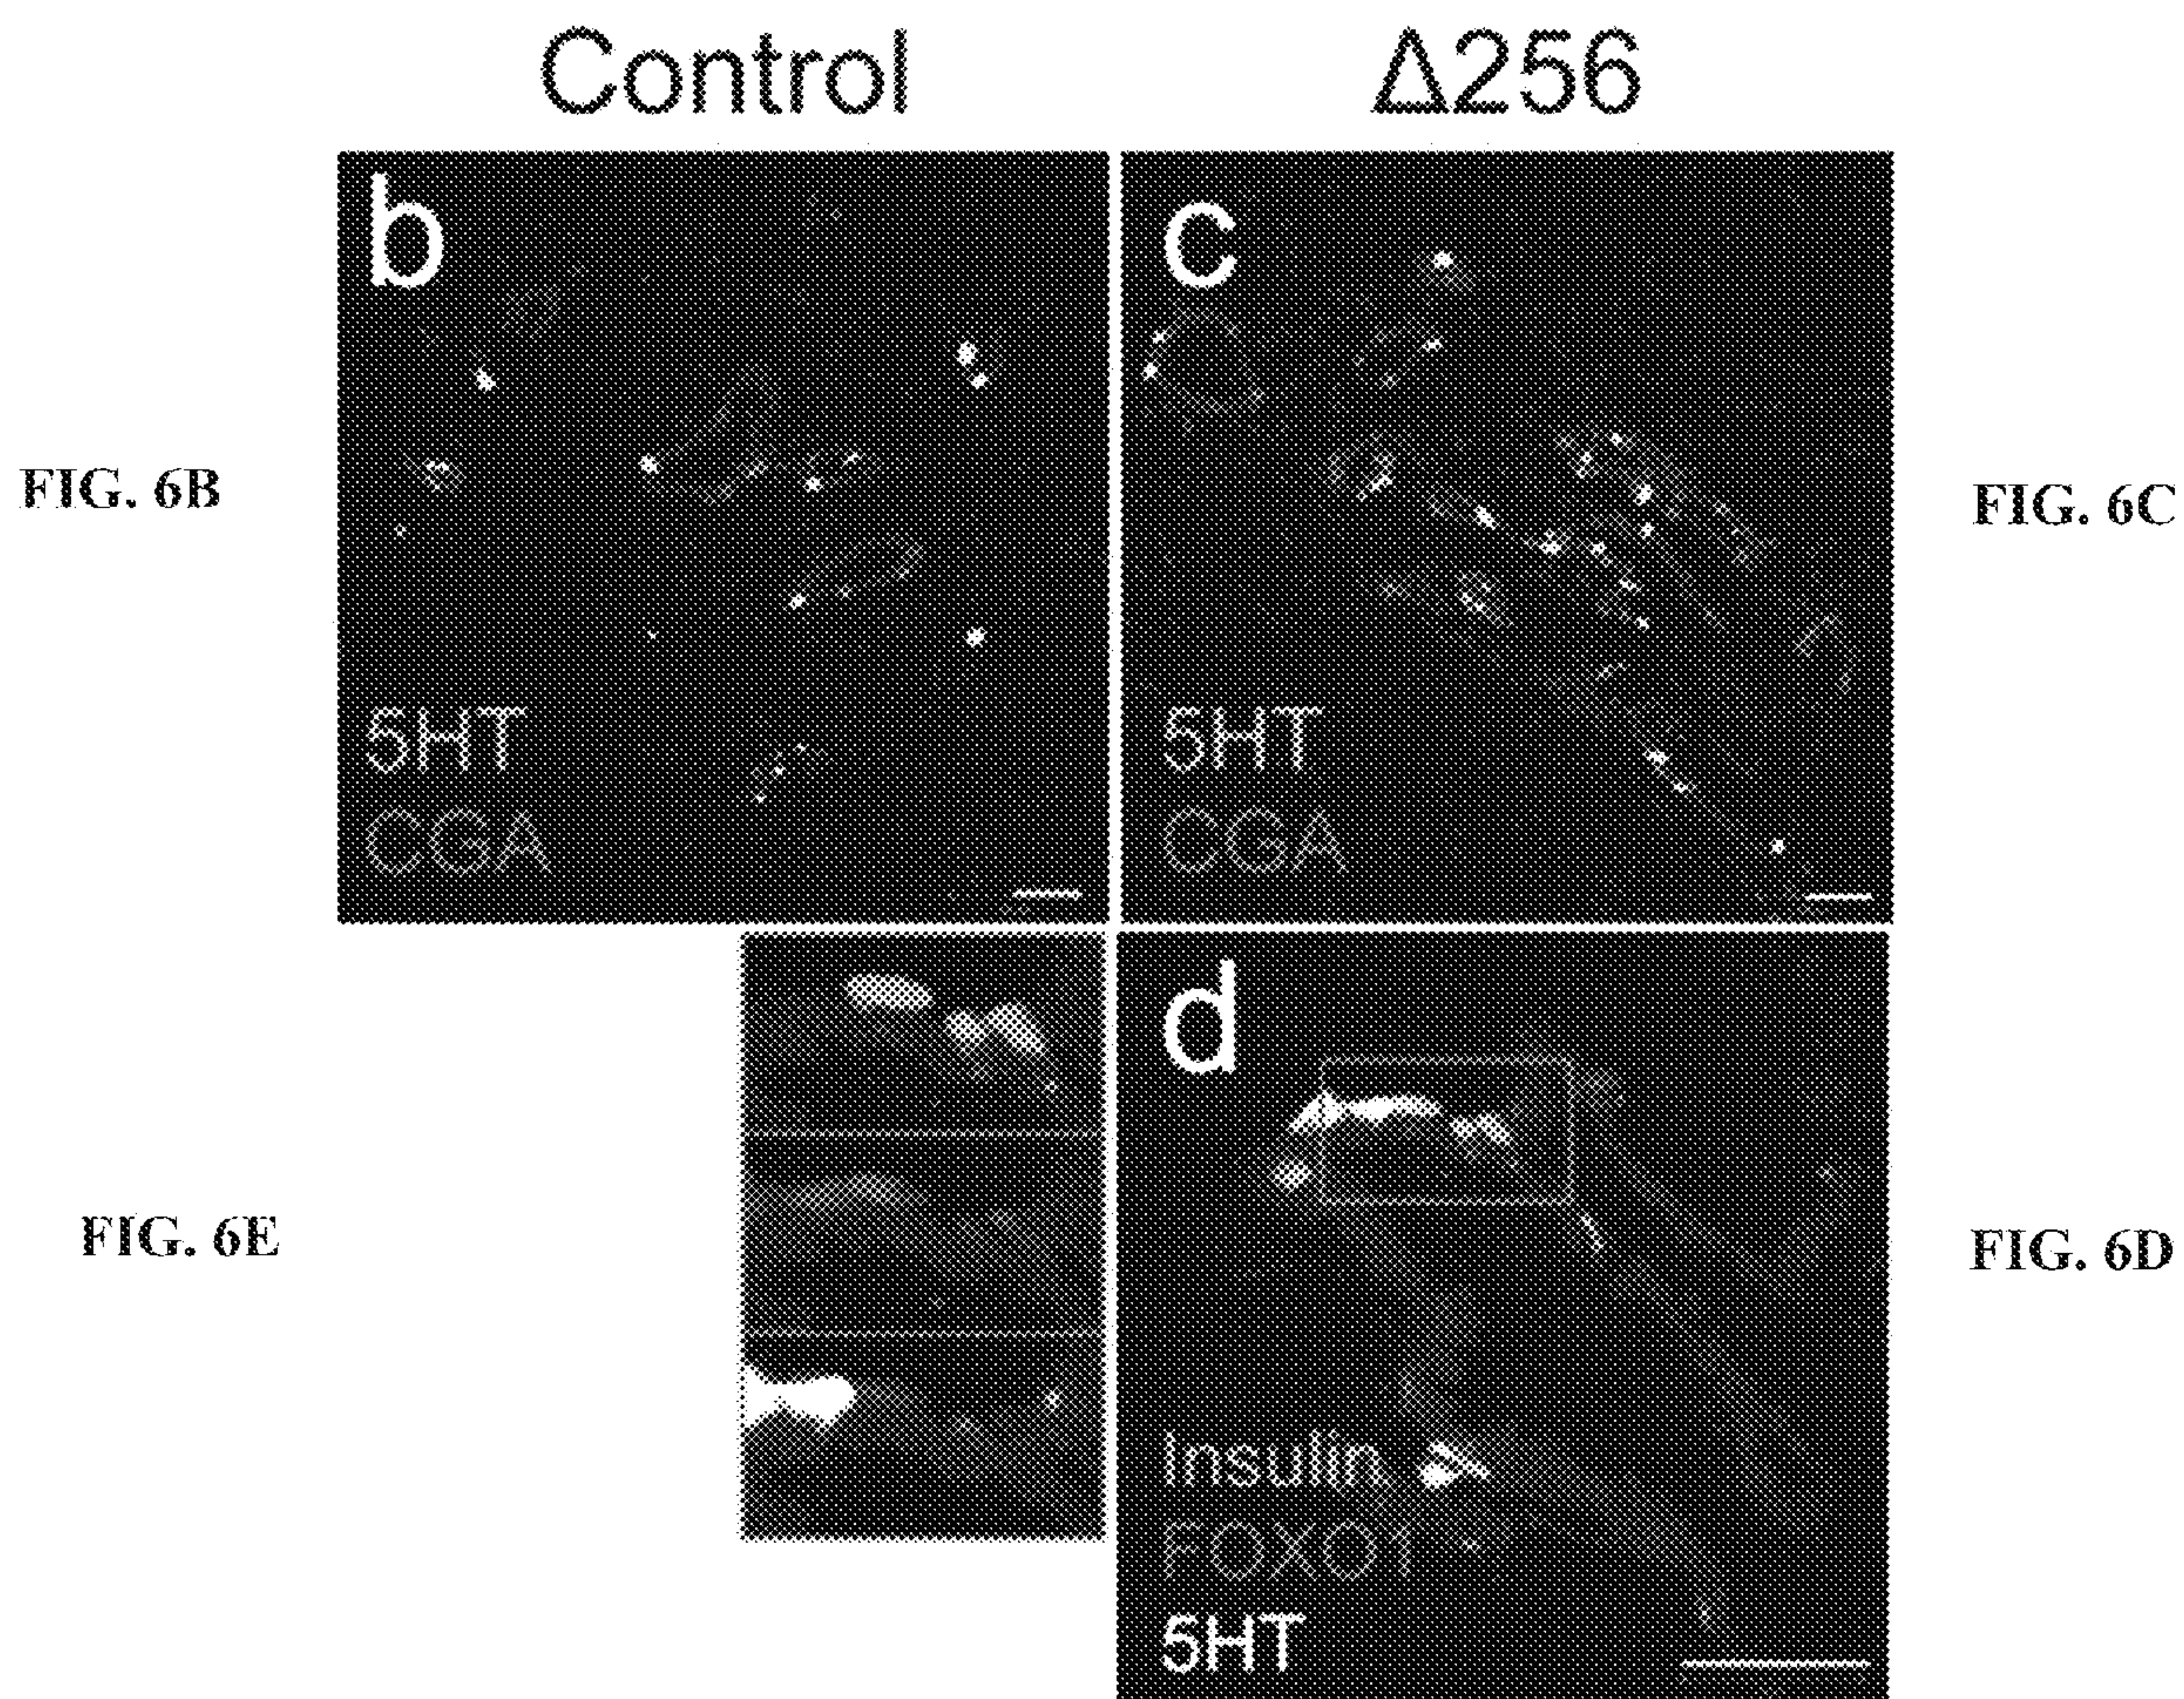 Control
Δ256
b
c
FIG. 6B
FIG. 6C
5HT
CGA
5HT
CGA
d
FIG. 6E
FIG. 6D
Insulin
FOXO1
5HT